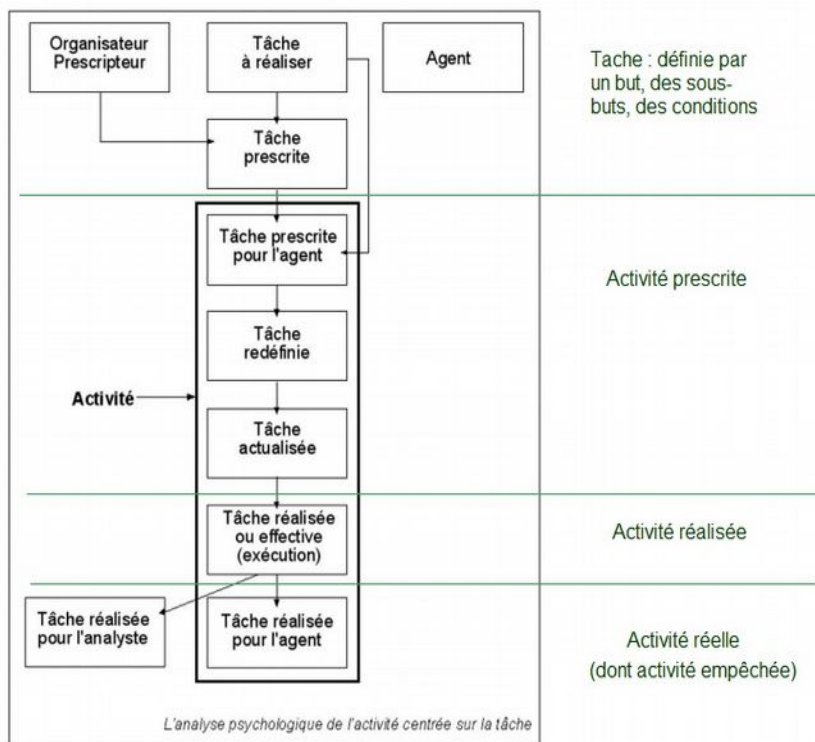 Organisateur
Prescripteur
Tâche
à réaliser
Agent
Tache : définie par
un but, des sous-
buts, des conditions
Tâche
prescrite
Tâche prescrite
pour l'agent
Activité prescrite
Tâche
redéfinie
Activité
Tâche
actualisée
Tâche réalisée
ou effective
(exécution)
Activité réalisée
Tâche réalisée
pour l'analyste
Tâche réalisée
pour l'agent
Activité réelle
(dont activité empêchée)
L'analyse psychologique de l'activité centrée sur la tâche